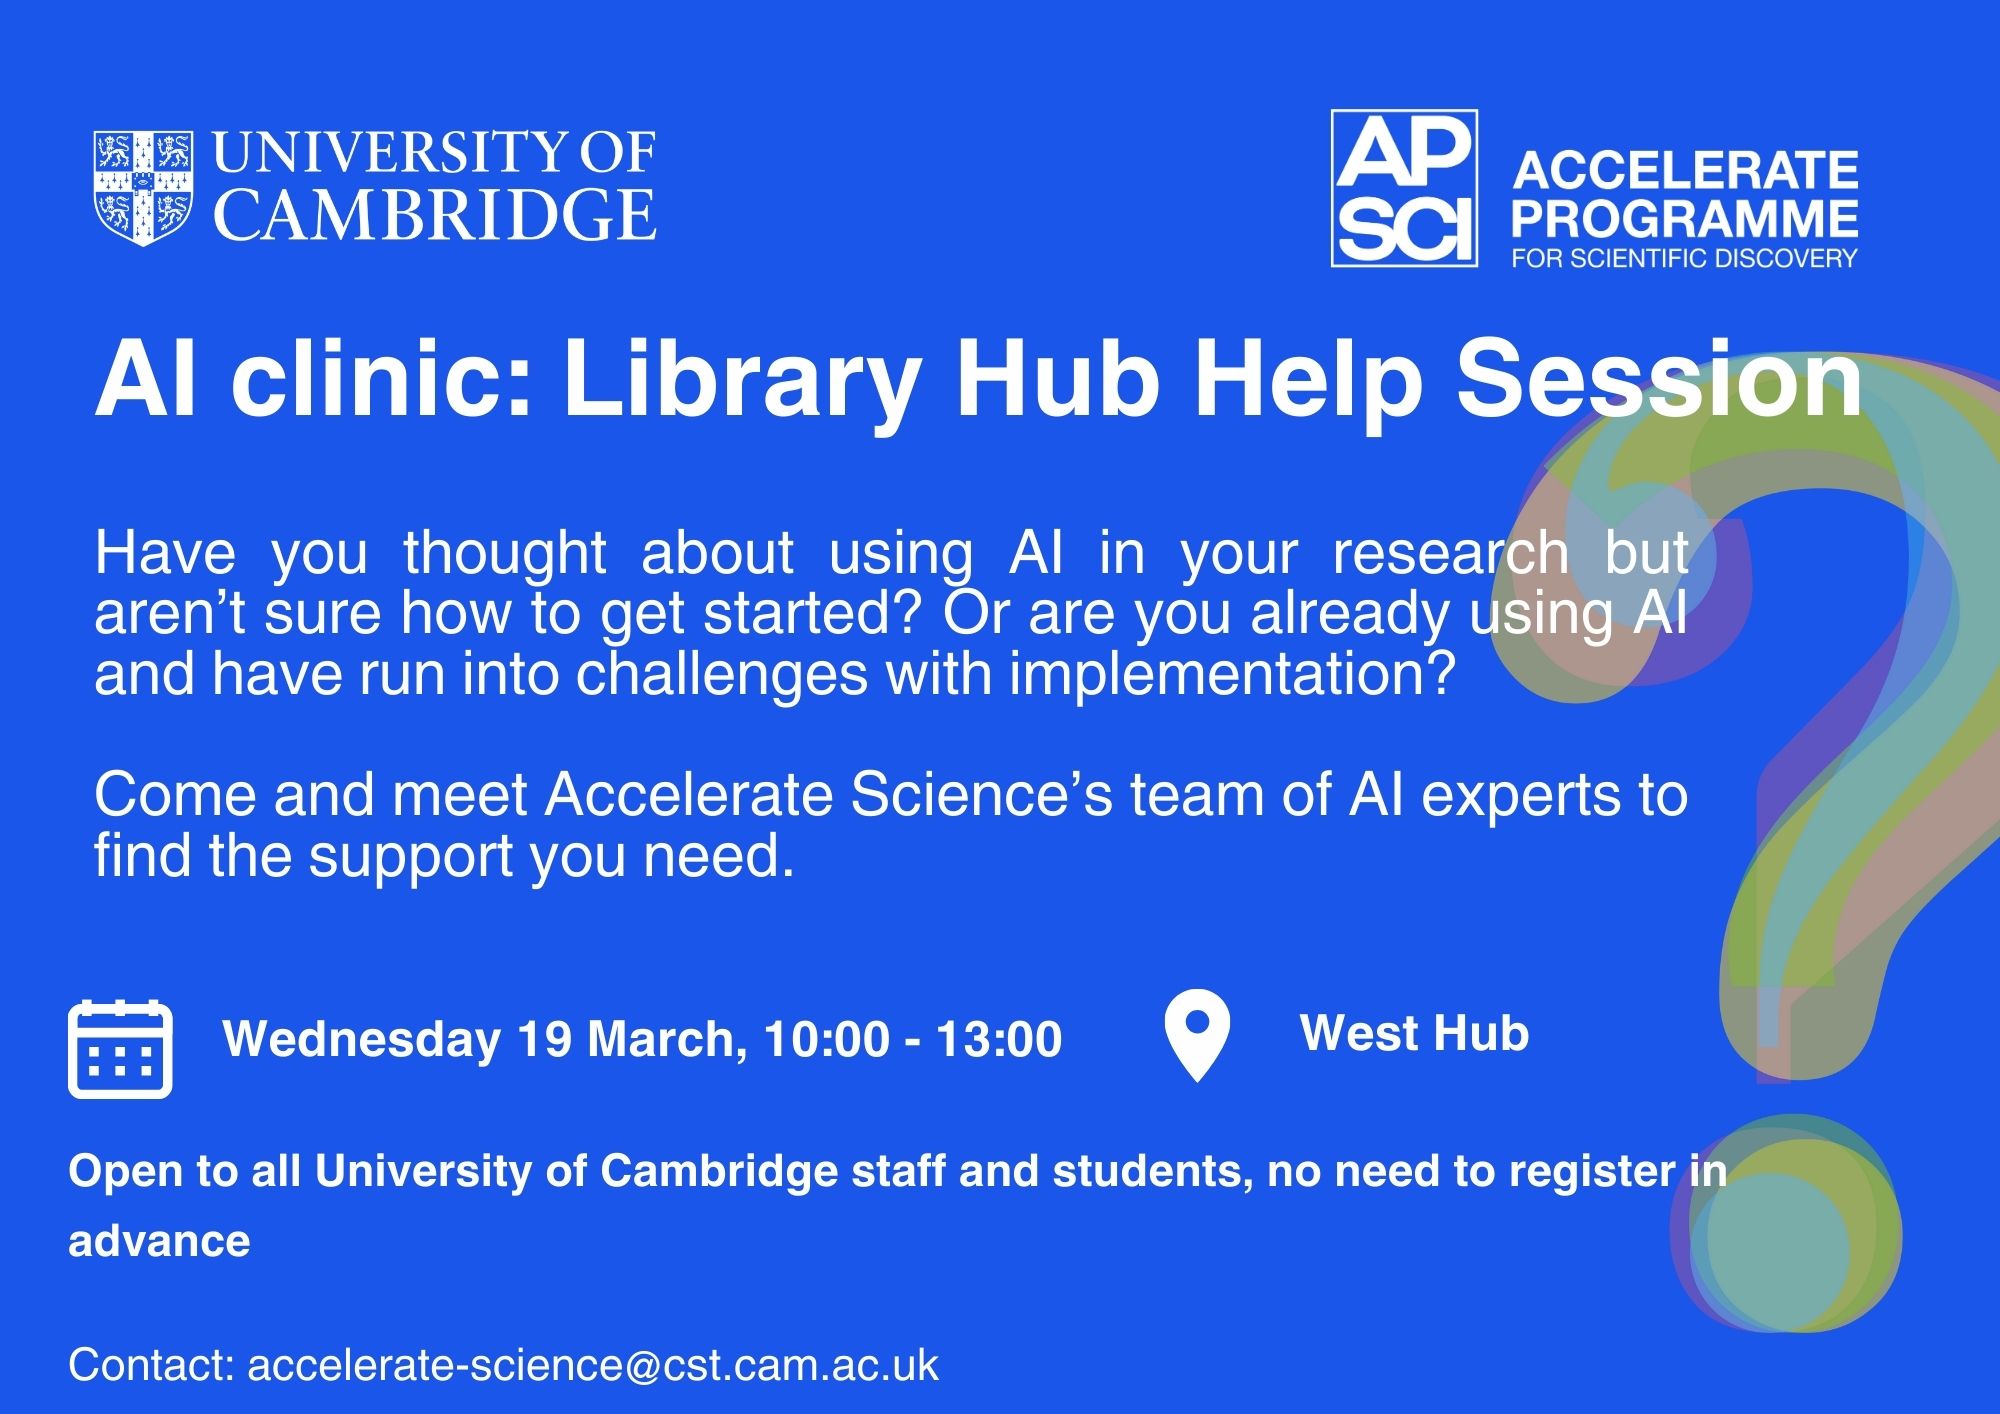 UNIVERSITY OF
CAMBRIDGE
AP
SCI
ACCELERATE
PROGRAMME
FOR SCIENTIFIC DISCOVERY
AI clinic: Library Hub Help Session
Have you thought about using AI in your research but
aren’t sure how to get started? Or are you already using AI
and have run into challenges with implementation?
Come and meet Accelerate Science’s team of AI experts to
find the support you need.
Wednesday 19 March, 10:00 - 13:00
West Hub
Open to all University of Cambridge staff and students, no need to register in
advance
Contact: accelerate-science@cst.cam.ac.uk